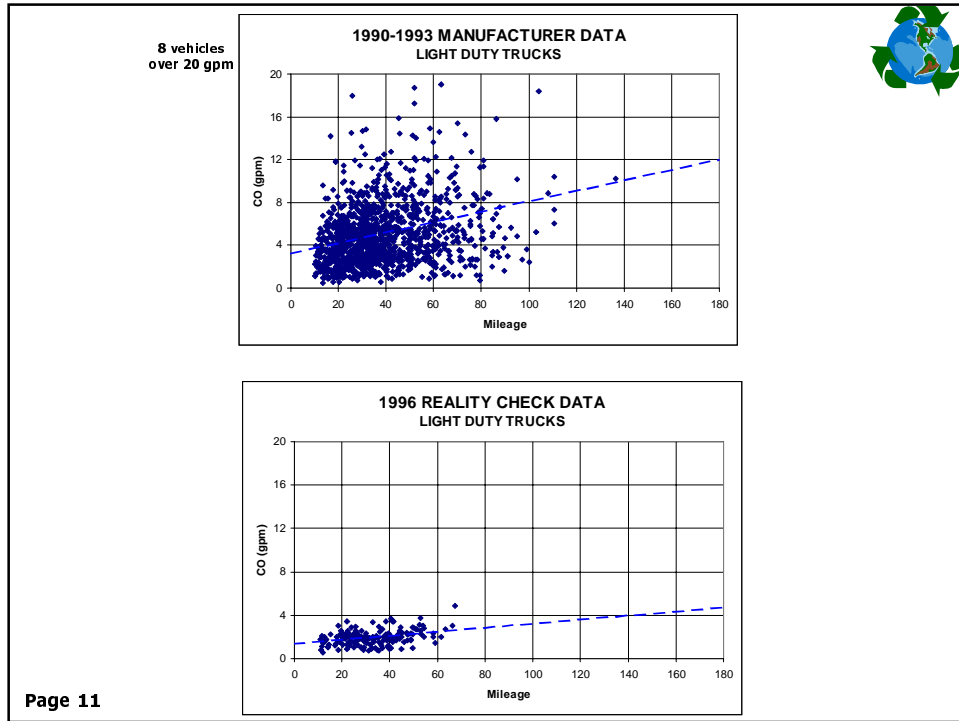 8 vehicles
over 20 gpm
1990-1993 MANUFACTURER DATA
LIGHT DUTY TRUCKS
20
16
12
8
4
0
CO (gpm)
0 20 40 60 80 100 120 140 160 180
Mileage
1996 REALITY CHECK DATA
LIGHT DUTY TRUCKS
20
16
12
8
4
0
CO (gpm)
0 20 40 60 80 100 120 140 160 180
Mileage
Page 11